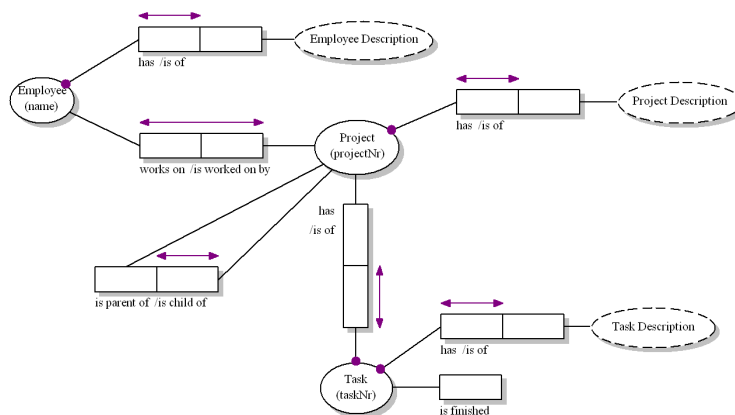 Employee Description
has /is of
Employee
(name)
Project Description
has /is of
Project
(projectNr)
works on /is worked on by
has
/is of
is parent of /is child of
Task Description
has /is of
Task
(taskNr)
is finished